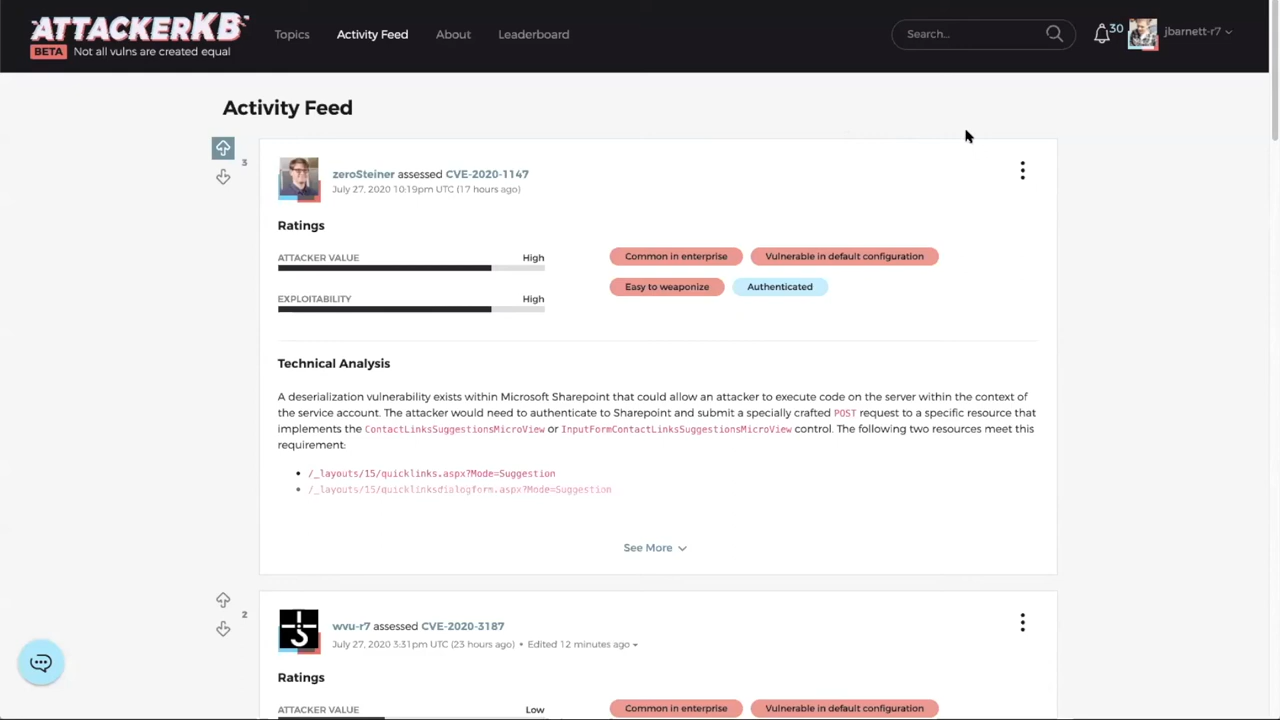 ATTACKERKB
BETA Not all vulns are created equal
Topics Activity Feed About Leaderboard
Search...
30
jbarnett-r7
Activity Feed
3
zeroSteiner assessed CVE-2020-1147
July 27, 2020 10:19pm UTC (17 hours ago)
Ratings
ATTACKER VALUE High
EXPLOITABILITY High
Common in enterprise Vulnerable in default configuration
Easy to weaponize Authenticated
Technical Analysis
A deserialization vulnerability exists within Microsoft Sharepoint that could allow an attacker to execute code on the server within the context of
the service account. The attacker would need to authenticate to Sharepoint and submit a specially crafted POST request to a specific resource that
implements the ContactLinksSuggestionsMicroView or InputFormContactLinksSuggestionsMicroView control. The following two resources meet this
requirement:
• /_layouts/15/quicklinks.aspx?Mode=Suggestion
• /_layouts/15/quicklinksdialogform.aspx?Mode=Suggestion
See More
2
wvu-r7 assessed CVE-2020-3187
July 27, 2020 3:31pm UTC (23 hours ago) • Edited 12 minutes ago
Ratings
ATTACKER VALUE Low
Common in enterprise Vulnerable in default configuration